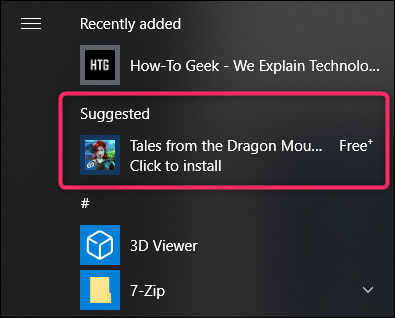 Recently added
HTG
How-To Geek - We Explain Technolo...
Suggested
Tales from the Dragon Mou... Free+
Click to install
#
3D Viewer
7-Zip